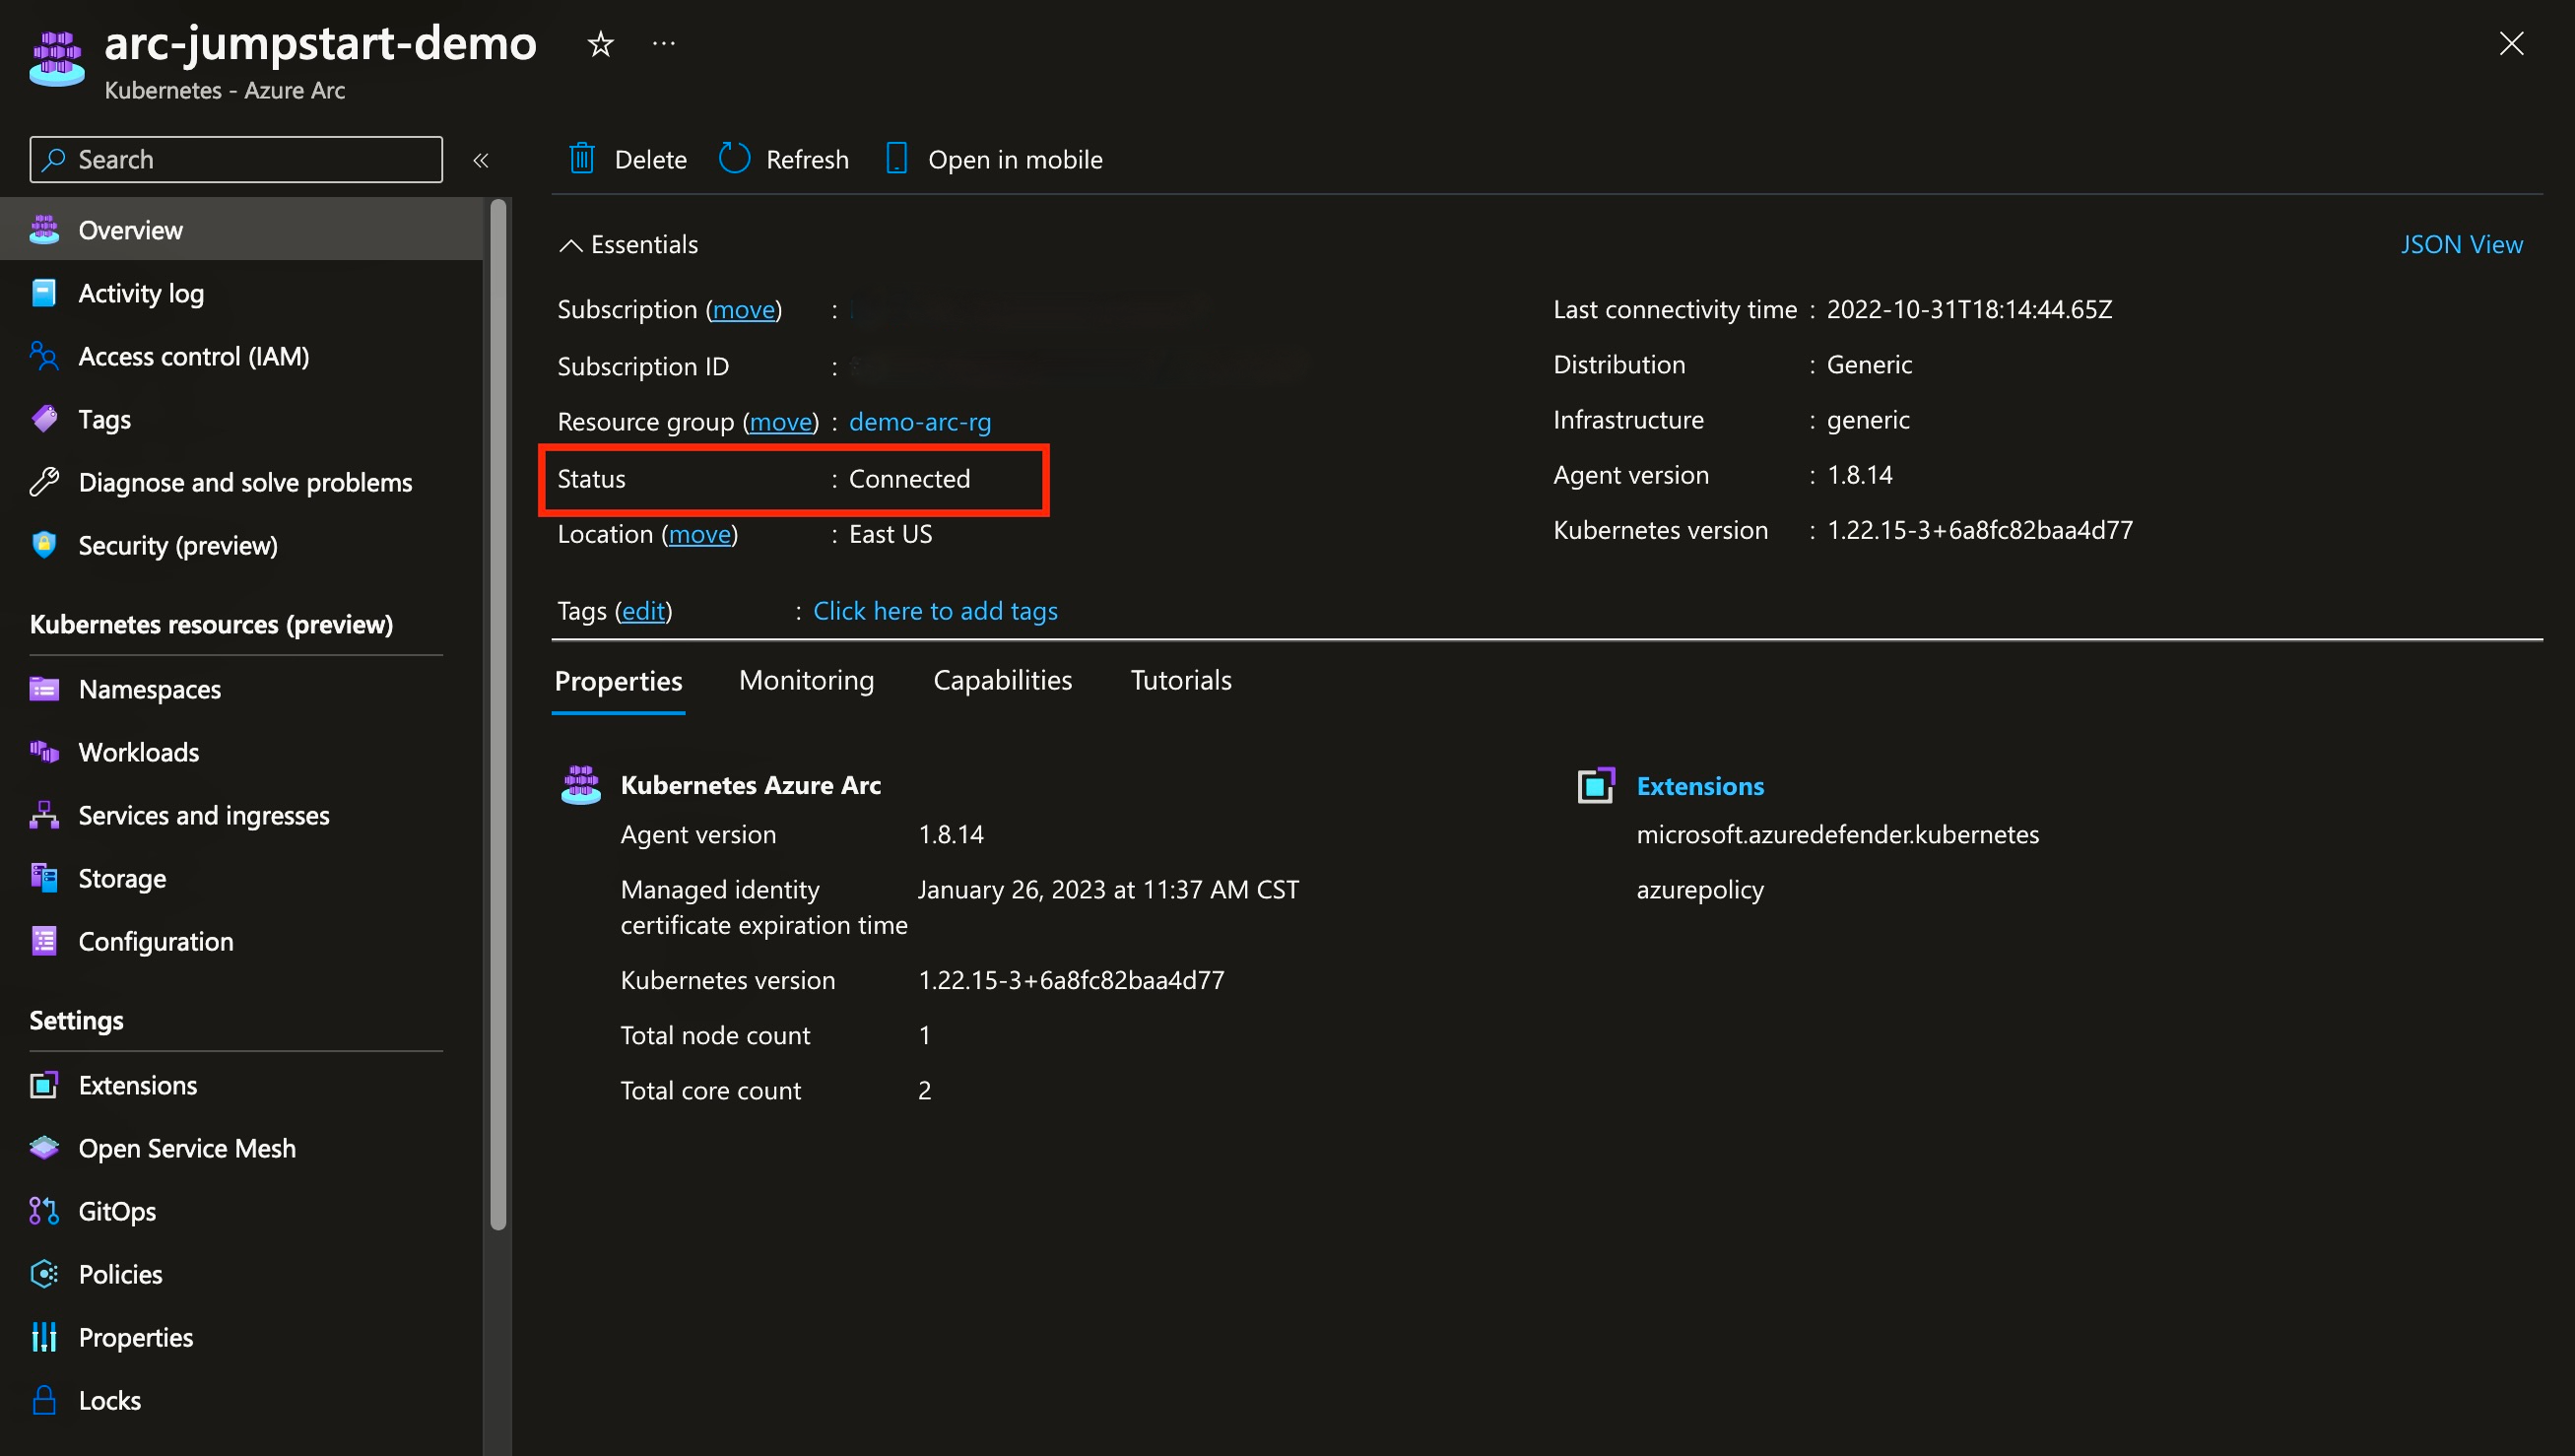 arc-jumpstart-demo
Kubernetes - Azure Arc
Search
Delete Refresh Open in mobile
Overview
Activity log
Access control (IAM)
Tags
Diagnose and solve problems
Security (preview)
Kubernetes resources (preview)
Namespaces
Workloads
Services and ingresses
Storage
Configuration
Settings
Extensions
Open Service Mesh
GitOps
Policies
Properties
Locks
Essentials
JSON View
Subscription (move) :
Subscription ID :
Resource group (move) : demo-arc-rg
Status : Connected
Location (move) : East US
Last connectivity time : 2022-10-31T18:14:44.65Z
Distribution : Generic
Infrastructure : generic
Agent version : 1.8.14
Kubernetes version : 1.22.15-3+6a8fc82baa4d77
Tags (edit) : Click here to add tags
Properties Monitoring Capabilities Tutorials
Kubernetes Azure Arc
Agent version 1.8.14
Managed identity January 26, 2023 at 11:37 AM CST
certificate expiration time
Kubernetes version 1.22.15-3+6a8fc82baa4d77
Total node count 1
Total core count 2
Extensions
microsoft.azuredefender.kubernetes
azurepolicy